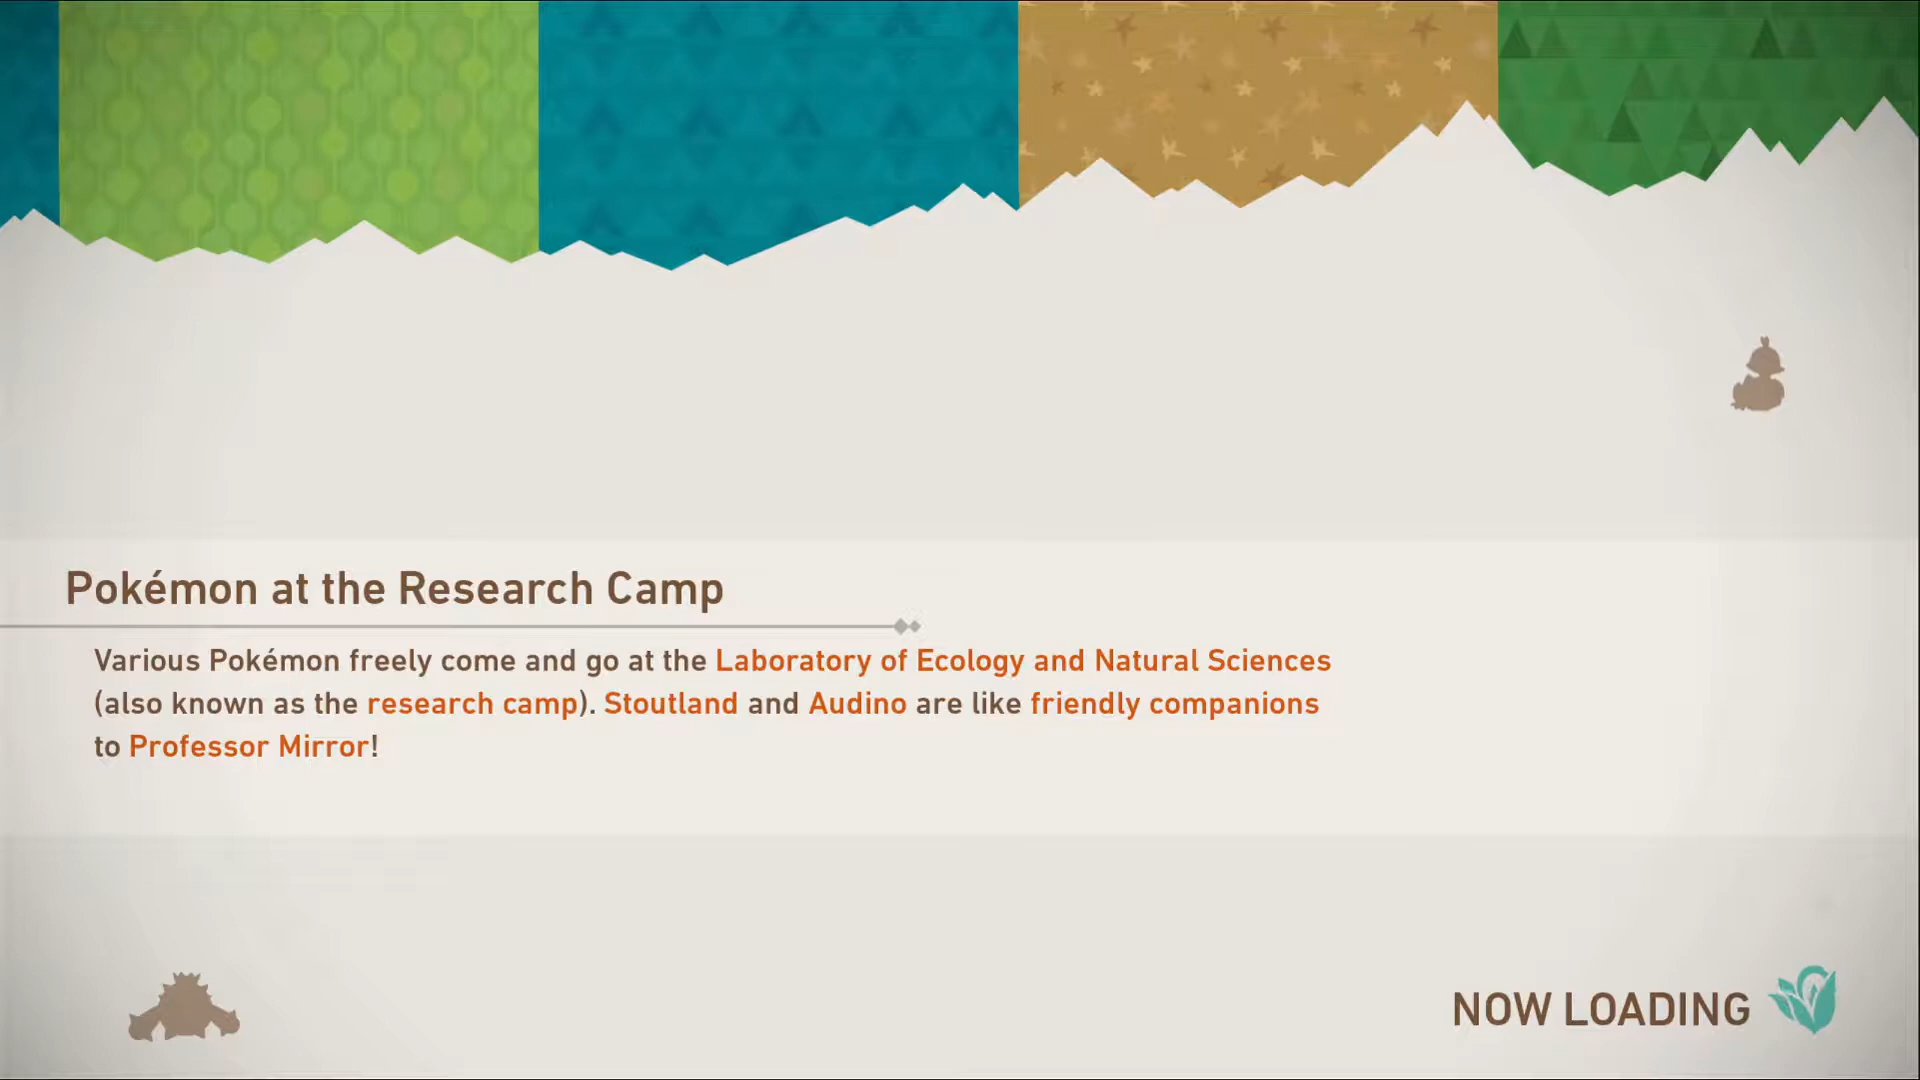 Pokémon at the Research Camp
Various Pokémon freely come and go at the Laboratory of Ecology and Natural Sciences
(also known as the research camp). Stoutland and Audino are like friendly companions
to Professor Mirror!
NOW LOADING